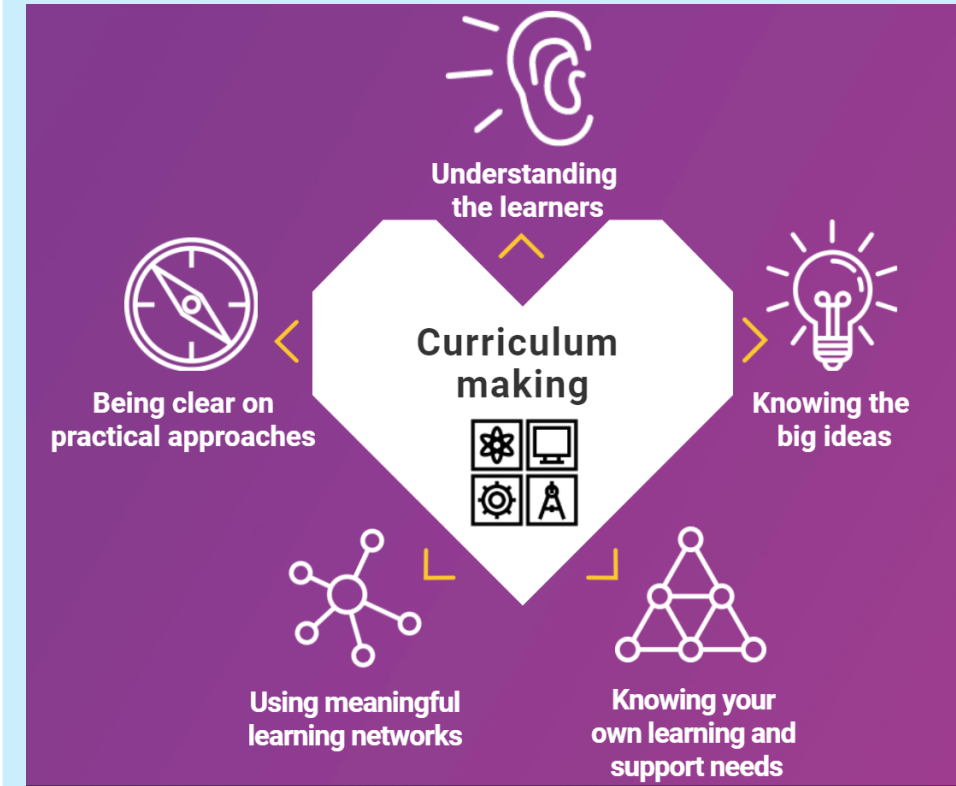 Understanding
the learners
Curriculum
making
Being clear on
practical approaches
Knowing the
big ideas
Using meaningful
learning networks
Knowing your
own learning and
support needs